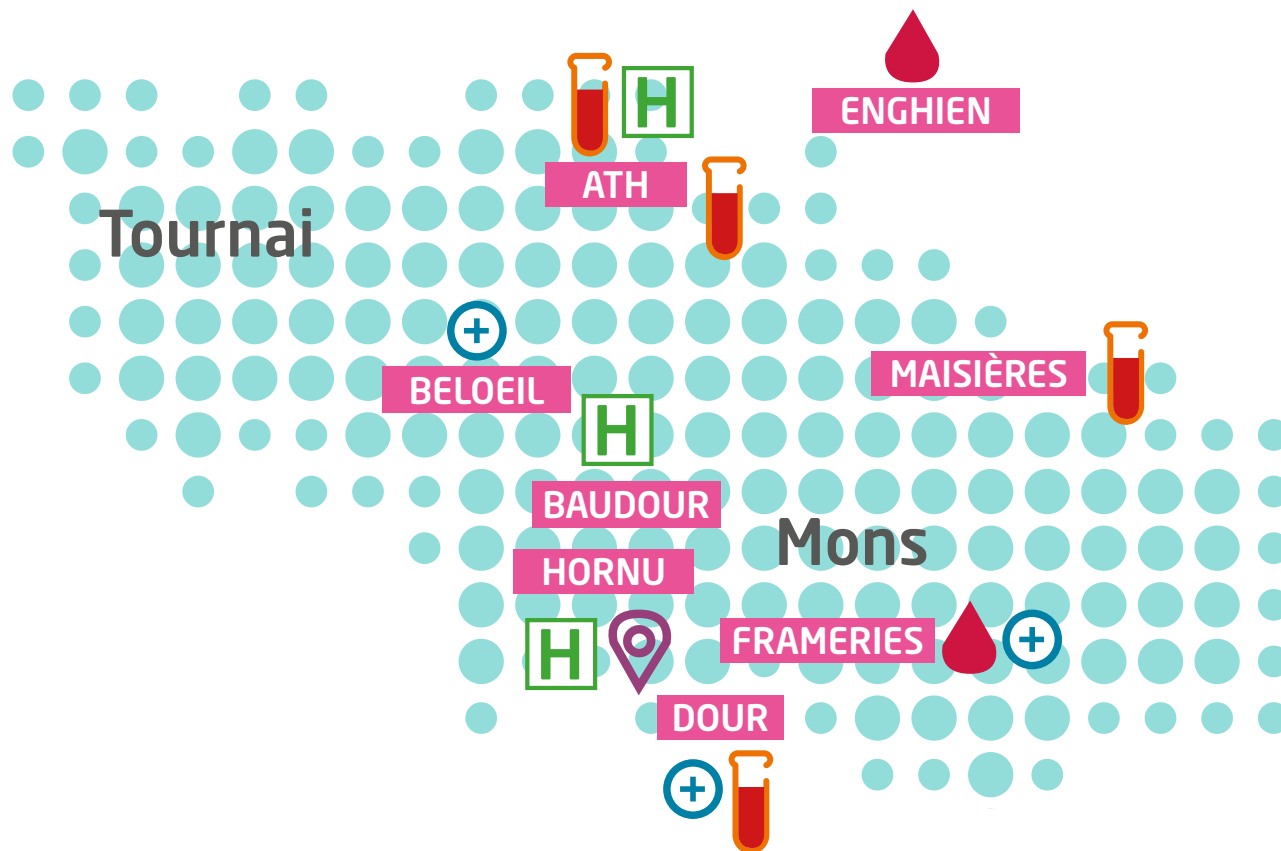 ENGHIEN
H
ATH
Tournai
MAISIÈRES
BELOEIL
H
BAUDOUR
Mons
HORNU
FRAMERIES
H
DOUR